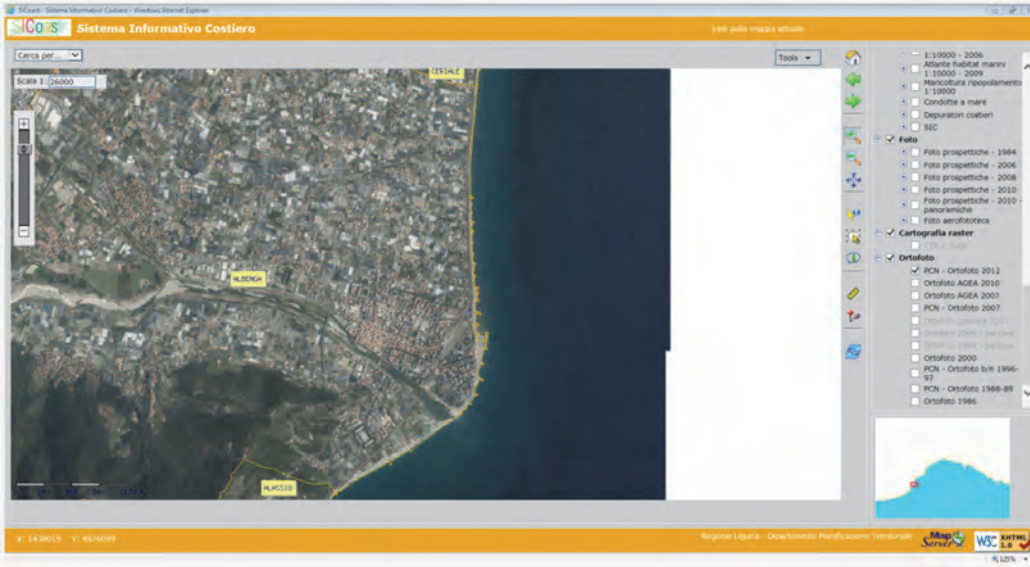 SICoast - Sistema Informativo Costiero - Windows Internet Explorer
Sistema Informativo Costiero
Link alla mappa attuale
Cerca per...
Tools
Scala 1: 26000
CERIALE
ALBENGA
ALASSIO
1:10000 - 2006
Atlante habitat marini
1:10000 - 2009
Maricoltura ripopolamento
1:10000
Condotte a mare
Depuratori costieri
SIC
Foto
Foto prospettiche - 1984
Foto prospettiche - 2006
Foto prospettiche - 2008
Foto prospettiche - 2010
Foto prospettiche - 2010 -
panoramiche
Foto aerofototeca
Cartografia raster
Ortofoto
PCN - Ortofoto 2012
Ortofoto AGEA 2010
Ortofoto AGEA 2007
PCN - Ortofoto 2007
Ortofoto 2000
PCN - Ortofoto b/n 1996-
97
PCN - Ortofoto 1988-89
Ortofoto 1986
X: 1438019 Y: 4876099
Regione Liguria - Dipartimento Pianificazione Territoriale
Map
Server
W3C XHTML
1.0
125%